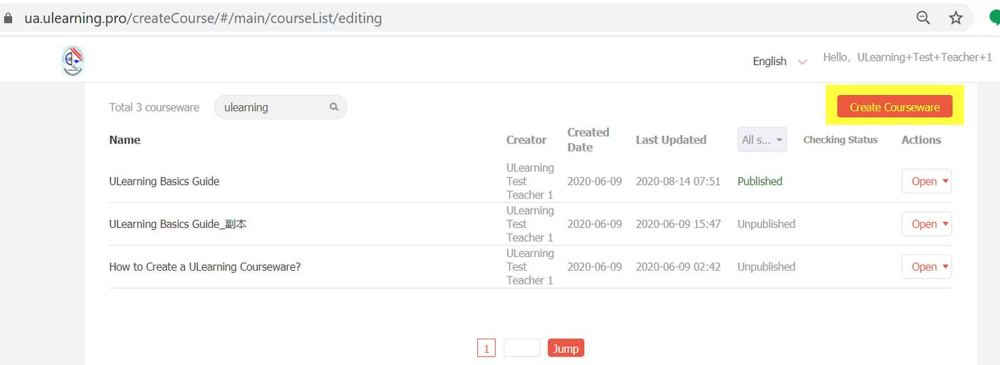 ua.ulearning.pro/createCourse/#/main/courseList/editing
English
Hello, ULearning+Test+Teacher+1
Total 3 courseware
ulearning
Create Courseware
Name
Creator
Created
Date
Last Updated
All s...
Checking Status
Actions
ULearning Basics Guide
ULearning
Test
Teacher 1
2020-06-09
2020-08-14 07:51
Published
Open
ULearning Basics Guide_副本
ULearning
Test
Teacher 1
2020-06-09
2020-06-09 15:47
Unpublished
Open
How to Create a ULearning Courseware?
ULearning
Test
Teacher 1
2020-06-09
2020-06-09 02:42
Unpublished
Open
1
Jump